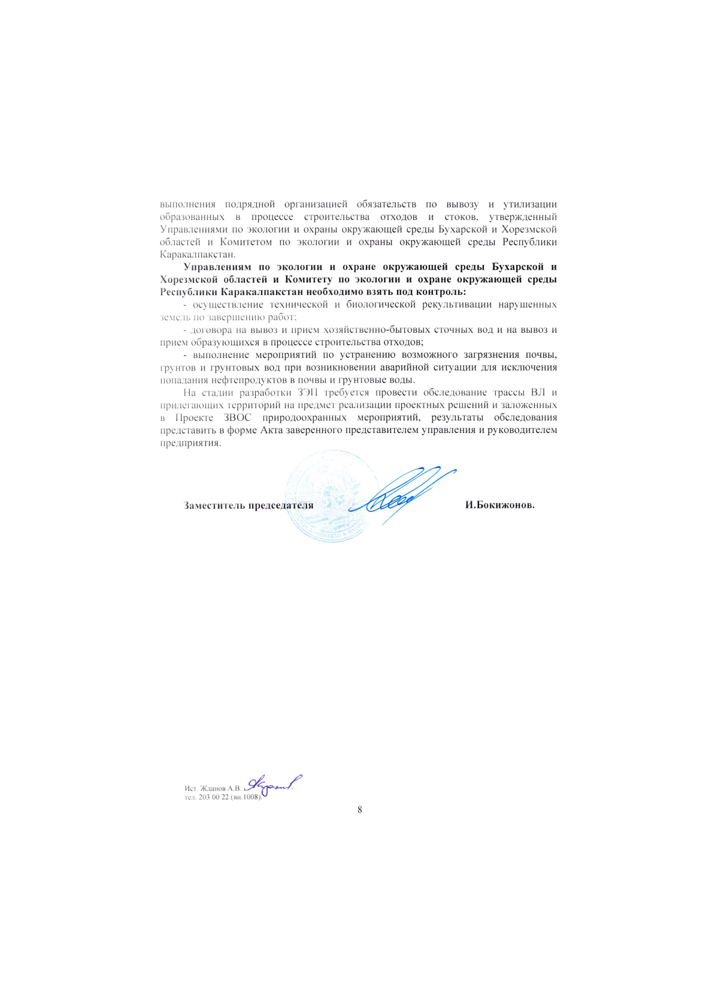 выполнения подрядной организацией обязательств по вывозу и утилизации
образованных в процессе строительства отходов и стоков, утвержденный
Управлениями по экологии и охраны окружающей среды Бухарской и Хорезмской
областей и Комитетом по экологии и охраны окружающей среды Республики
Каракалпакстан.
Управлениям по экологии и охране окружающей среды Бухарской и
Хорезмской областей и Комитету по экологии и охране окружающей среды
Республики Каракалпакстан необходимо взять под контроль:
- осуществление технической и биологической рекультивации нарушенных
земель по завершению работ;
- договора на вывоз и прием хозяйственно-бытовых сточных вод и на вывоз и
прием образующихся в процессе строительства отходов;
- выполнение мероприятий по устранению возможного загрязнения почвы,
грунтов и грунтовых вод при возникновении аварийной ситуации для исключения
попадания нефтепродуктов в почвы и грунтовые воды.
На стадии разработки ЗЭП требуется провести обследование трассы ВЛ и
прилегающих территорий на предмет реализации проектных решений и заложенных
в Проекте ЗВОС природоохранных мероприятий, результаты обследования
представить в форме Акта заверенного представителем управления и руководителем
предприятия.
Заместитель председателя И.Бокижонов.
Ист. Жданов А.В.
тел. 203 00 22 (вн.1008).
8